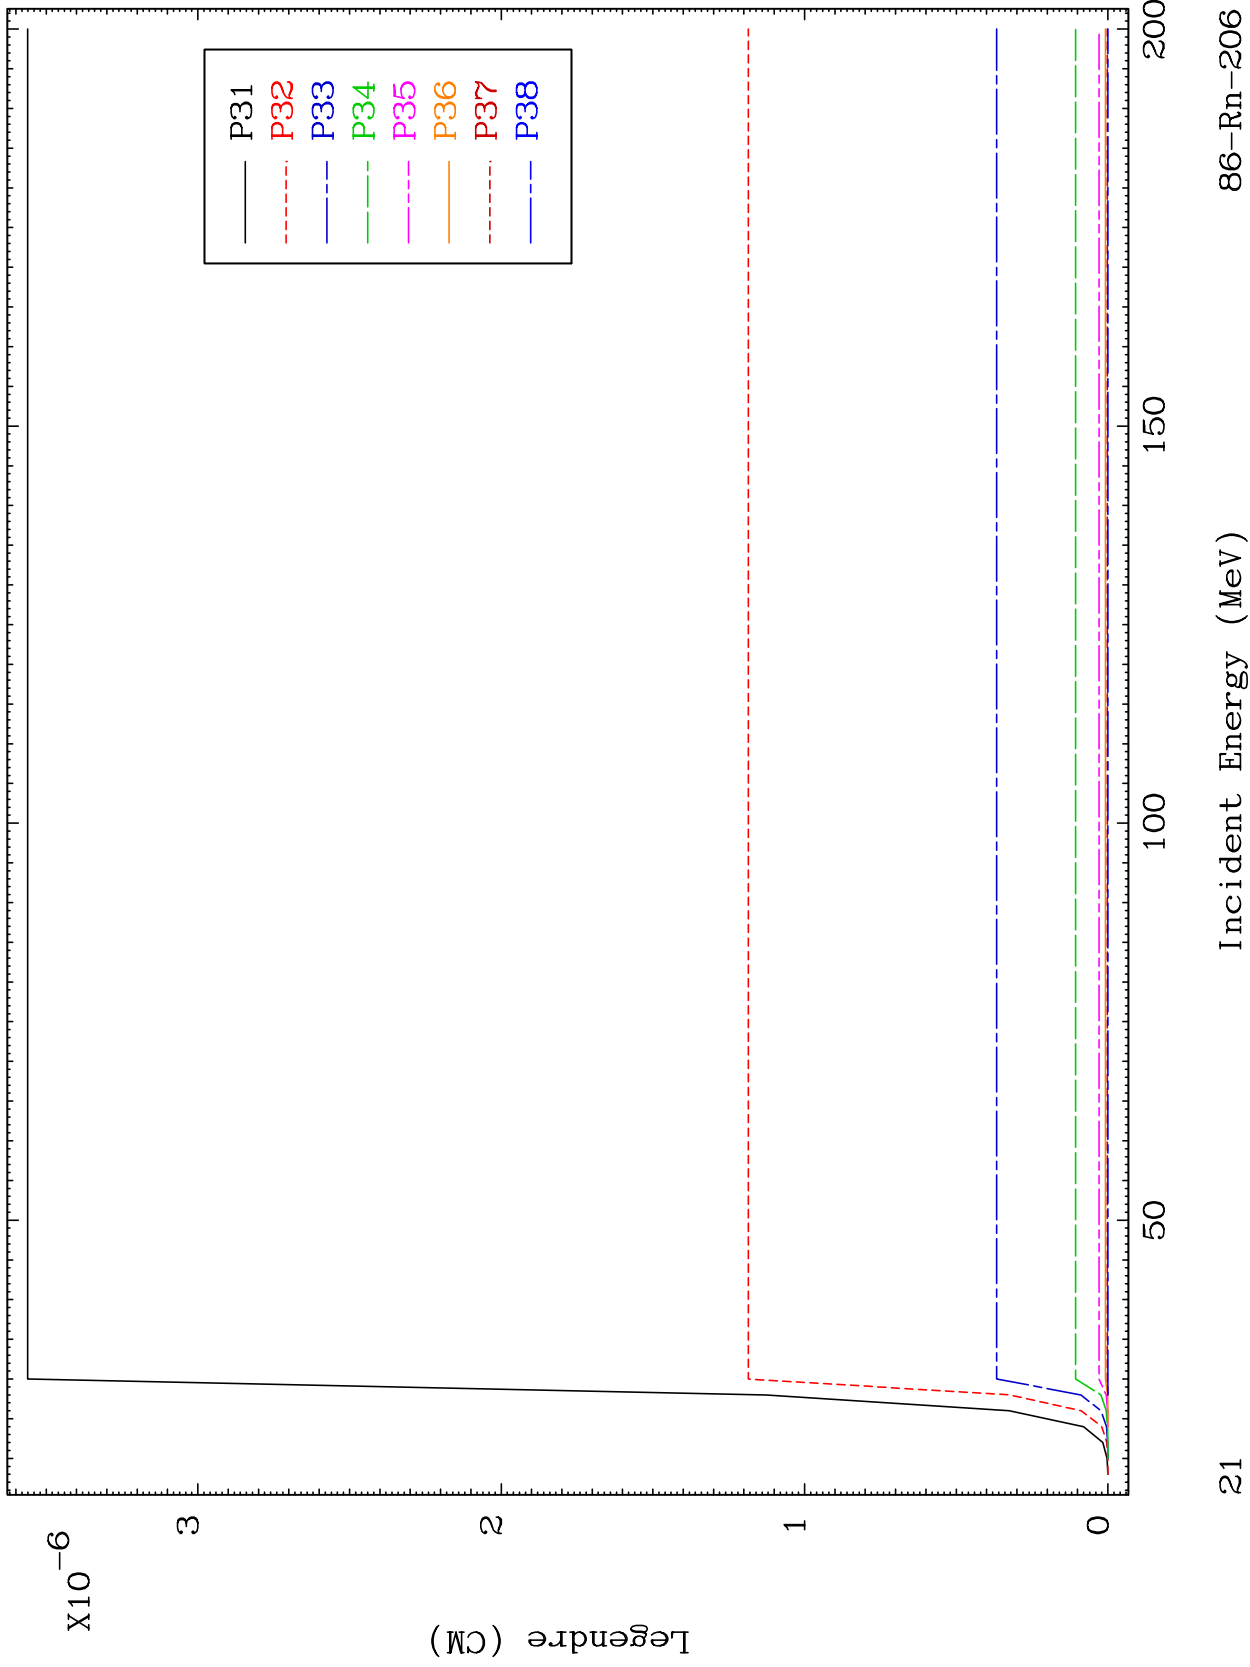 X10-6
3
2
1
0
Legendre (CM)
P31
P32
P33
P34
P35
P36
P37
P38
50
100
150
200
Incident Energy (MeV)
21
86-Rn-206